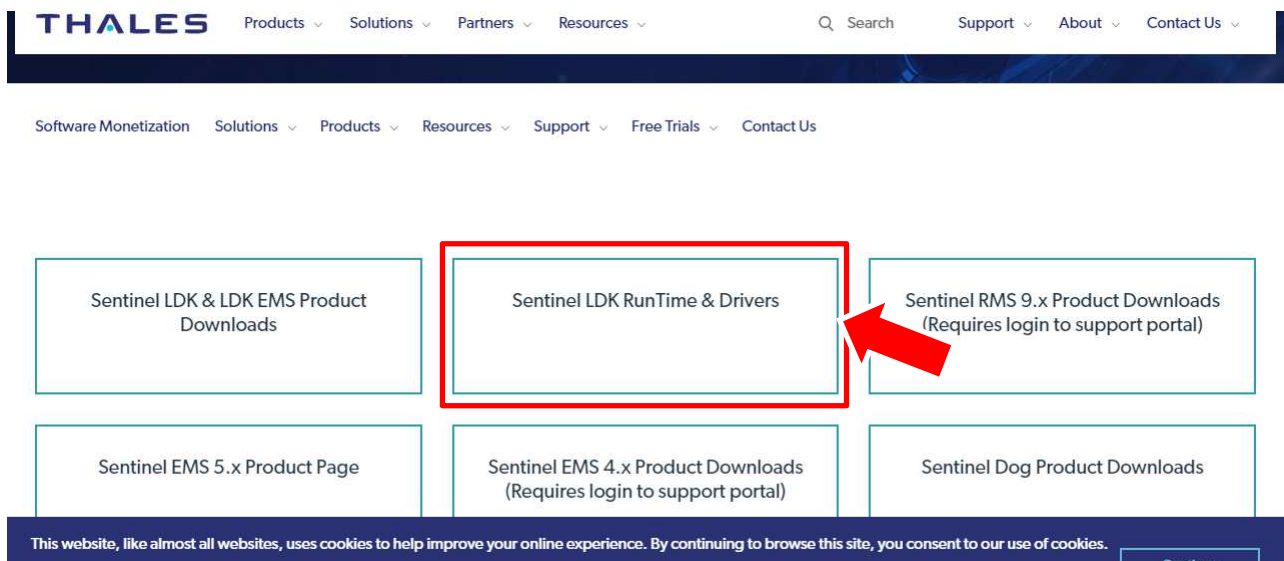 THALES Products Solutions Partners Resources Search Support About Contact Us
Software Monetization Solutions Products Resources Support Free Trials Contact Us
Sentinel LDK & LDK EMS Product
Downloads
Sentinel LDK RunTime & Drivers
Sentinel RMS 9.x Product Downloads
(Requires login to support portal)
Sentinel EMS 5.x Product Page
Sentinel EMS 4.x Product Downloads
(Requires login to support portal)
Sentinel Dog Product Downloads
This website, like almost all websites, uses cookies to help improve your online experience. By continuing to browse this site, you consent to our use of cookies.